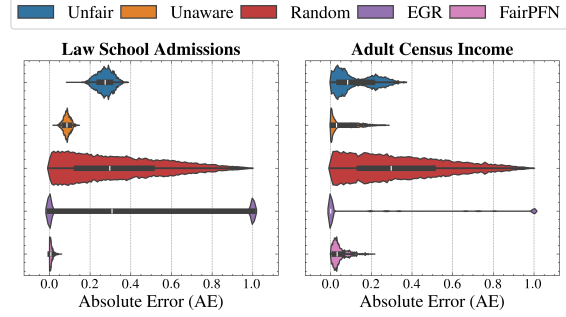 Unfair Unaware Random EGR FairPFN
Law School Admissions Adult Census Income
0.0 0.2 0.4 0.6 0.8 1.0 0.0 0.2 0.4 0.6 0.8 1.0
Absolute Error (AE) Absolute Error (AE)